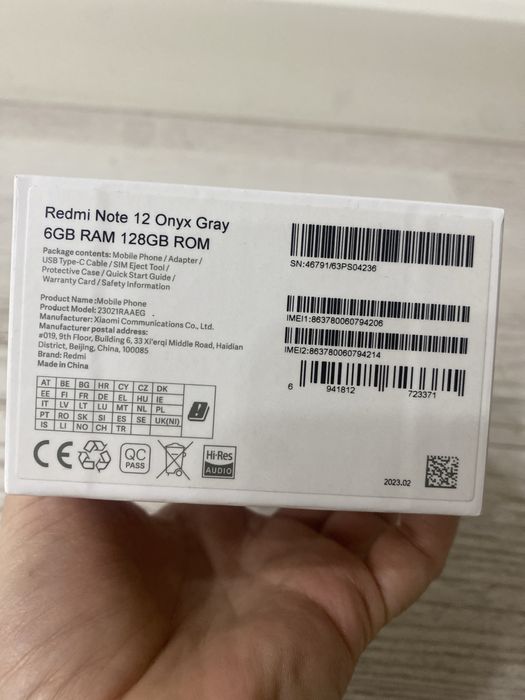 Redmi Note 12 Onyx Gray
6GB RAM 128GB ROM
Package contents: Mobile Phone / Adapter /
USB Type-C Cable / SIM Eject Tool /
Protective Case / Quick Start Guide /
Warranty Card / Safety Information
Product Name:Mobile Phone
Product Model:23021RAAEG
Manufacturer: Xiaomi Communications Co., Ltd.
Manufacturer postal address:
#019, 9th Floor, Building 6, 33 Xi'erqi Middle Road, Haidian
District, Beijing, China, 100085
Brand: Redmi
Made in China
AT BE BG HR CY CZ DK
EE FI FR DE EL HU IE
IT LV LT LU MT NL PL
PT RO SK SI ES SE UK(NI)
IS LI NO CH TR
CE
QC
PASS
Hi-Res
AUDIO
SN:46791/63PS04236
IMEI1:863780060794206
IMEI2:863780060794214
6 941812 723371
2023.02